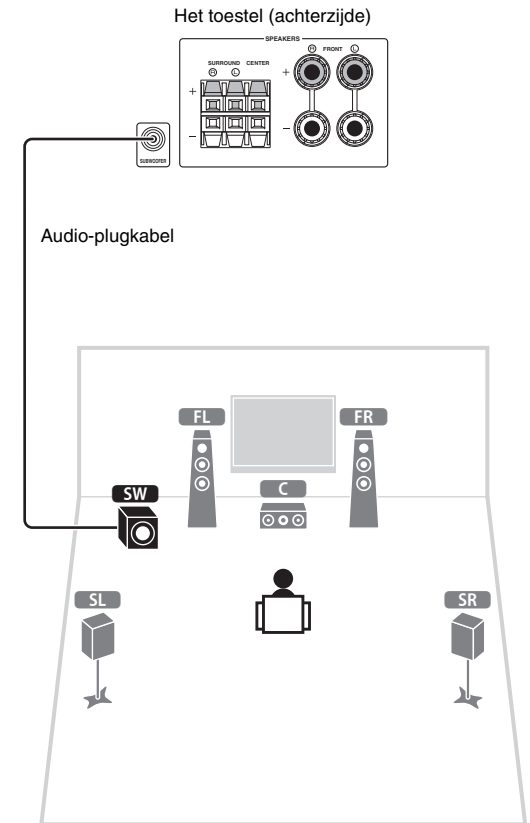 Het toestel (achterzijde)
SPEAKERS
SURROUND CENTER
R L
R FRONT L
+ +
- -
SUBWOOFER
Audio-plugkabel
FL FR
SW C
SL SR